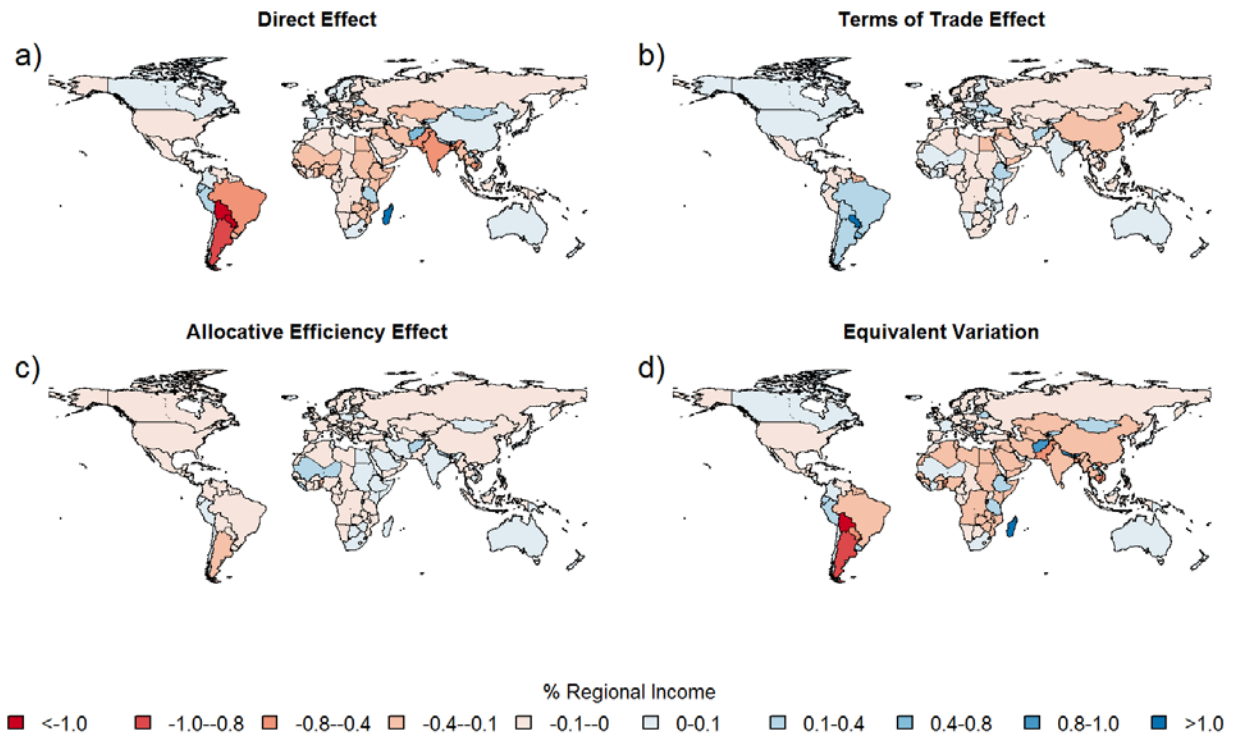 Direct Effect
Terms of Trade Effect
a)
b)
Allocative Efficiency Effect
Equivalent Variation
c)
d)
% Regional Income
<-1.0 -1.0--0.8 -0.8--0.4 -0.4--0.1 -0.1--0 0-0.1 0.1-0.4 0.4-0.8 0.8-1.0 >1.0